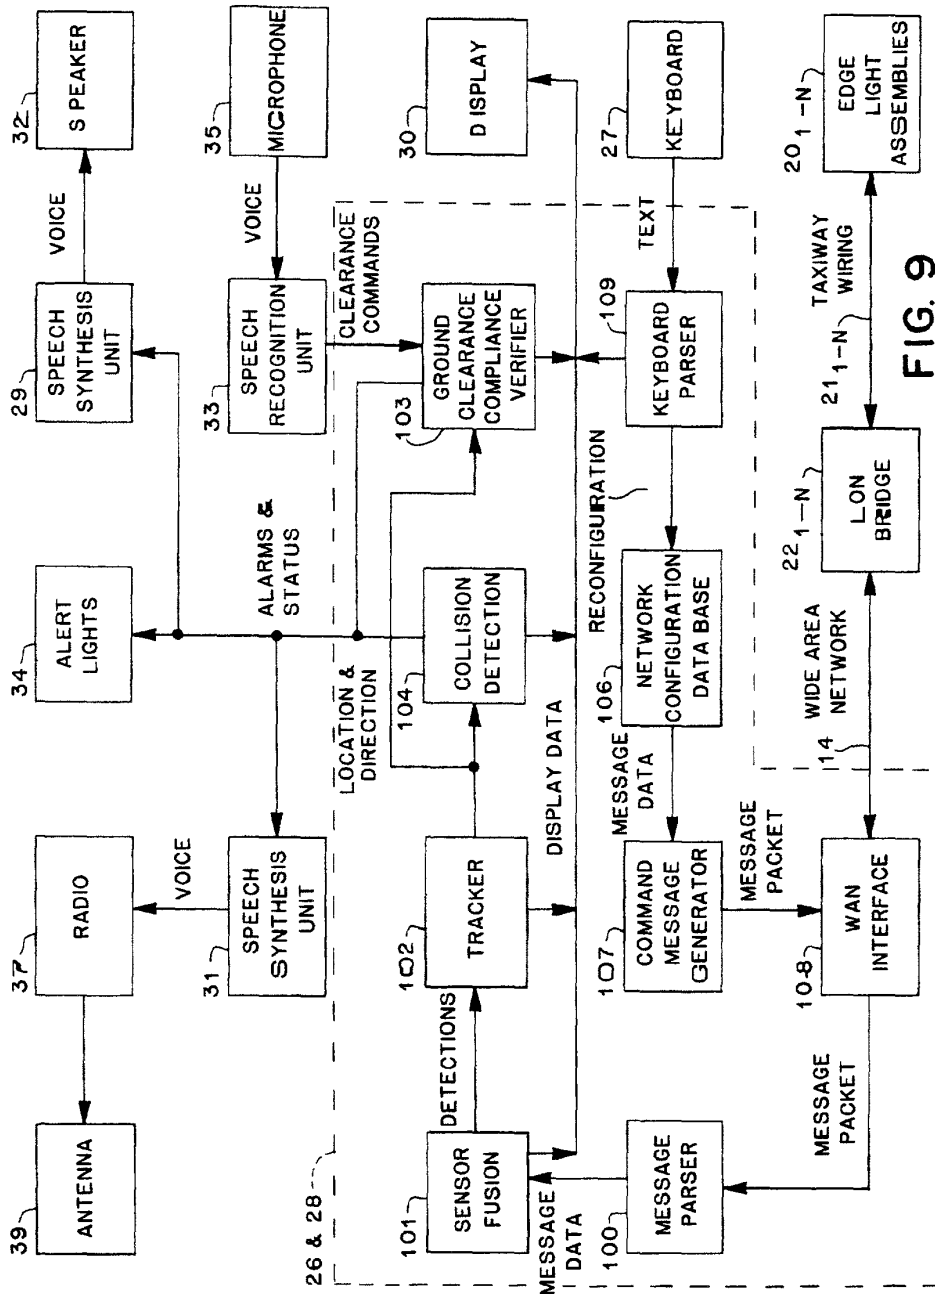 39
ANTENNA
37
RADIO
34
ALERT
LIGHTS
29
SPEECH
SYNTHESIS
UNIT
VOICE
32
SPEAKER
VOICE
31
SPEECH
SYNTHESIS
UNIT
ALARMS &
STATUS
33
SPEECH
RECOGNITION
UNIT
VOICE
35
MICROPHONE
26 & 28
LOCATION &
DIRECTION
CLEARANCE
COMMANDS
101
SENSOR
FUSION
DETECTIONS
102
TRACKER
104
COLLISION
DETECTION
103
GROUND
CLEARANCE
COMPLIANCE
VERIFIER
30
DISPLAY
MESSAGE
DATA
DISPLAY DATA
RECONFIGURATION
100
MESSAGE
PARSER
107
COMMAND
MESSAGE
GENERATOR
MESSAGE
DATA
106
NETWORK
CONFIGURATION
DATA BASE
109
KEYBOARD
PARSER
TEXT
27
KEYBOARD
MESSAGE
PACKET
MESSAGE
PACKET
108
WAN
INTERFACE
14
WIDE AREA
NETWORK
22 1-N
LON
BRIDGE
21 1-N
TAXIWAY
WIRING
20 1-N
EDGE
LIGHT
ASSEMBLIES
FIG. 9